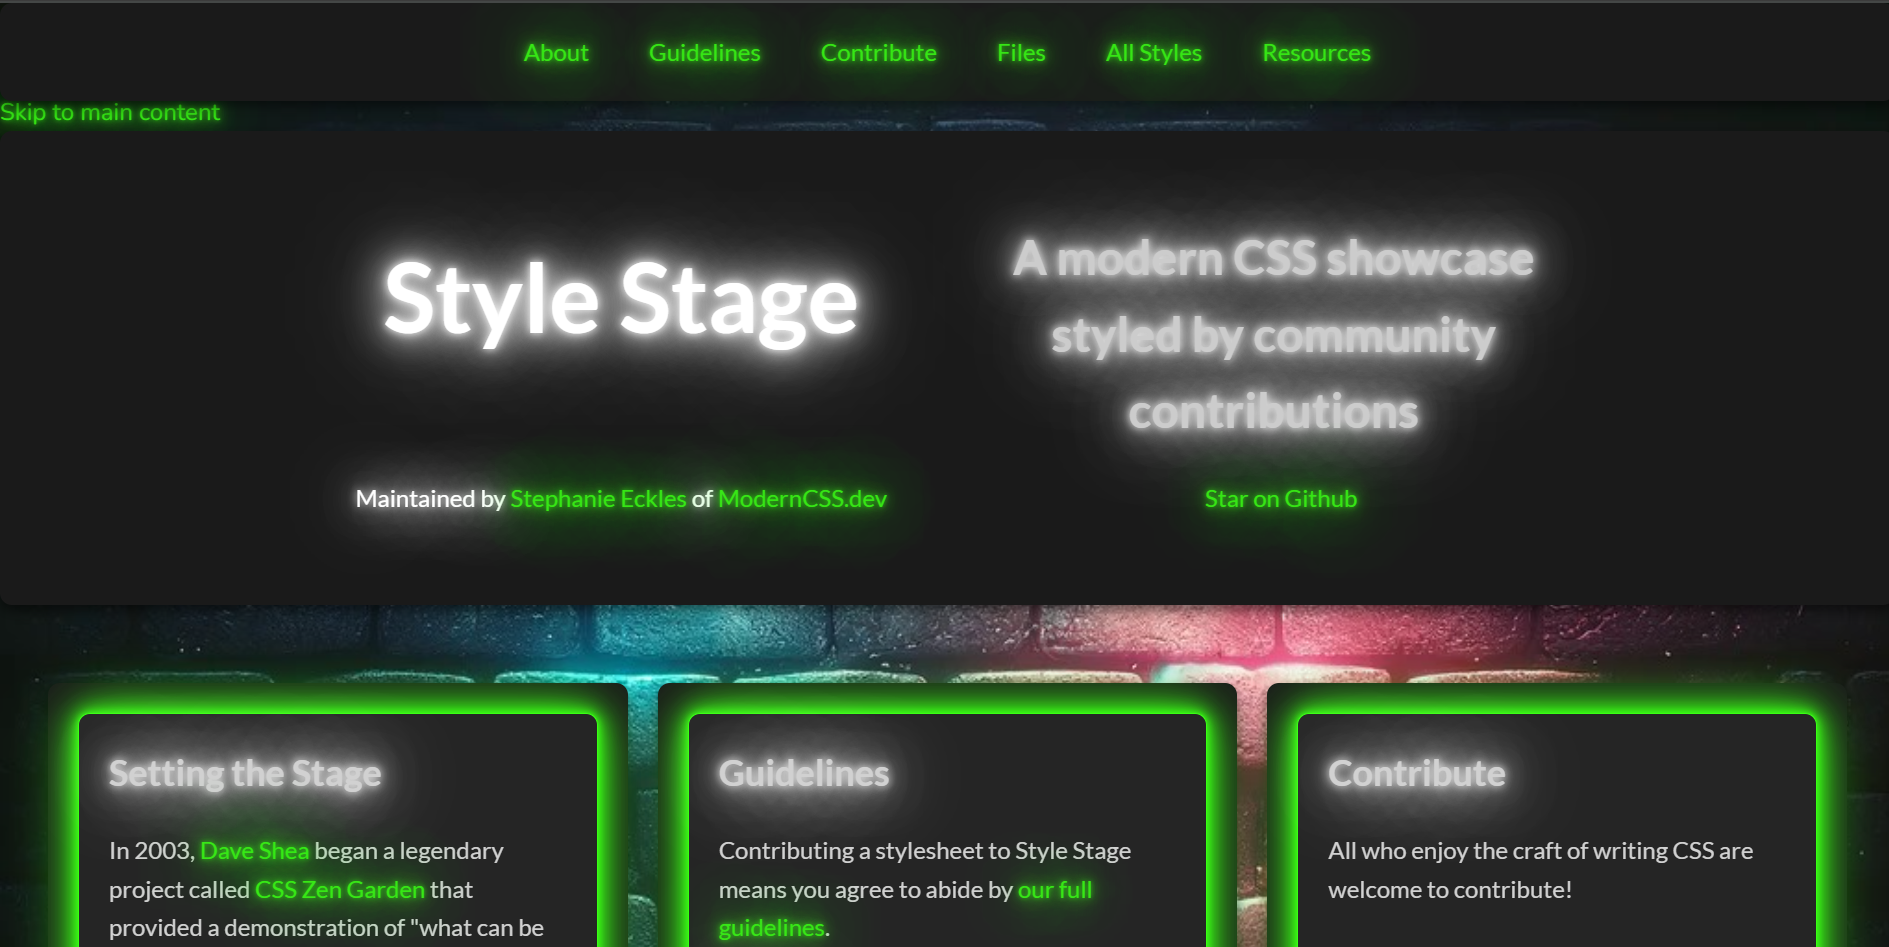 About Guidelines Contribute Files All Styles Resources
Skip to main content
Style Stage
A modern CSS showcase
styled by community
contributions
Maintained by Stephanie Eckles of ModernCSS.dev
Star on Github
Setting the Stage
In 2003, Dave Shea began a legendary
project called CSS Zen Garden that
provided a demonstration of "what can be
Guidelines
Contributing a stylesheet to Style Stage
means you agree to abide by our full
guidelines.
Contribute
All who enjoy the craft of writing CSS are
welcome to contribute!